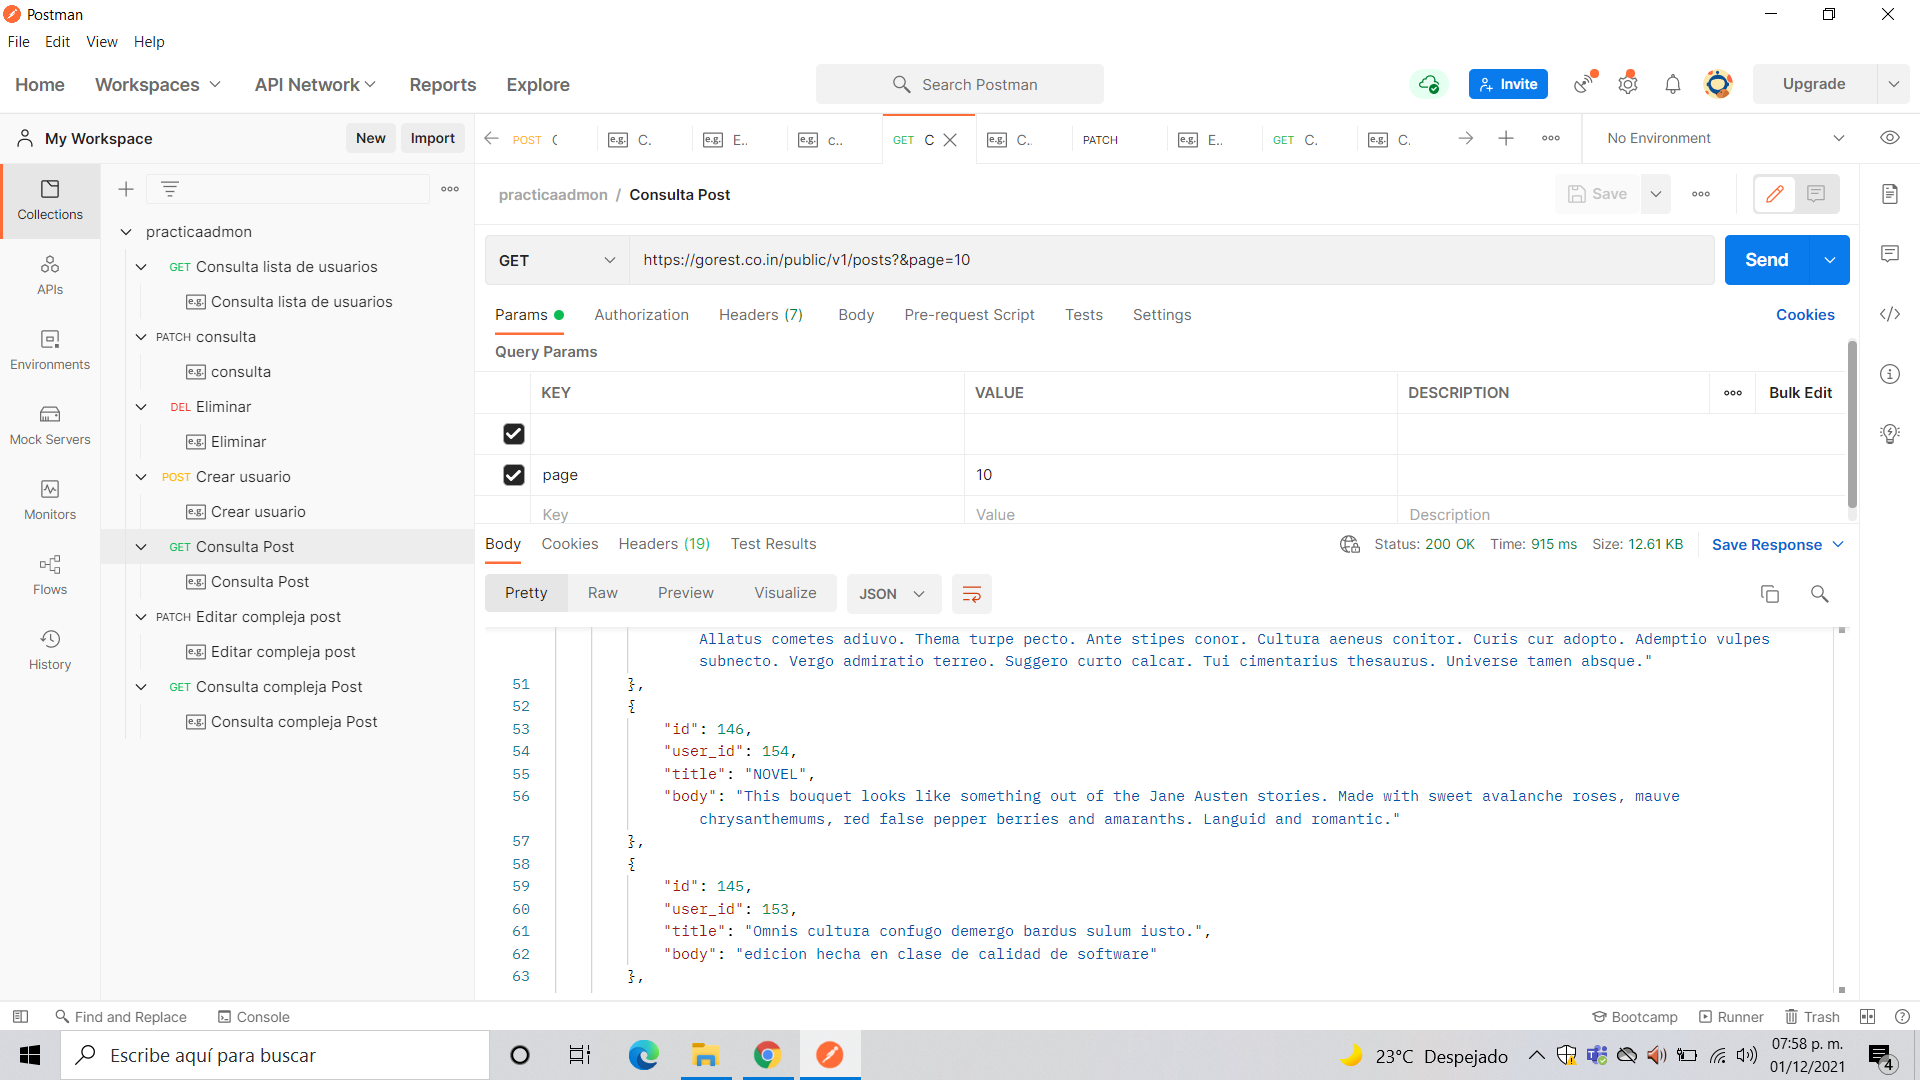 Postman
File Edit View Help
Home Workspaces API Network Reports Explore Search Postman Invite Upgrade
My Workspace New Import POST C e.g. C. e.g. E.. e.g. c.. GET C e.g. C.. PATCH e.g. E.. GET C. e.g. C. No Environment
practicaadmon / Consulta Post Save
Collections
APIs
Environments
Mock Servers
Monitors
Flows
History
practicaadmon
GET Consulta lista de usuarios
e.g. Consulta lista de usuarios
PATCH consulta
e.g. consulta
DEL Eliminar
e.g. Eliminar
POST Crear usuario
e.g. Crear usuario
GET Consulta Post
e.g. Consulta Post
PATCH Editar compleja post
e.g. Editar compleja post
GET Consulta compleja Post
e.g. Consulta compleja Post
GET https://gorest.co.in/public/v1/posts?&page=10 Send
Params Authorization Headers (7) Body Pre-request Script Tests Settings Cookies
Query Params
KEY VALUE DESCRIPTION Bulk Edit
page 10
Key Value Description
Body Cookies Headers (19) Test Results Status: 200 OK Time: 915 ms Size: 12.61 KB Save Response
Pretty Raw Preview Visualize JSON
Allatus cometes adiuvo. Thema turpe pecto. Ante stipes conor. Cultura aeneus conitor. Curis cur adopto. Ademptio vulpes
subnecto. Vergo admiratio terreo. Suggero curto calcar. Tui cimentarius thesaurus. Universe tamen absque."
51 },
52 {
53 "id": 146,
54 "user_id": 154,
55 "title": "NOVEL",
56 "body": "This bouquet looks like something out of the Jane Austen stories. Made with sweet avalanche roses, mauve
chrysanthemums, red false pepper berries and amaranths. Languid and romantic."
57 },
58 {
59 "id": 145,
60 "user_id": 153,
61 "title": "Omnis cultura confugo demergo bardus sulum iusto.",
62 "body": "edicion hecha en clase de calidad de software"
63 },
Find and Replace Console Bootcamp Runner Trash
Escribe aquí para buscar 23°C Despejado 07:58 p. m.
01/12/2021 4